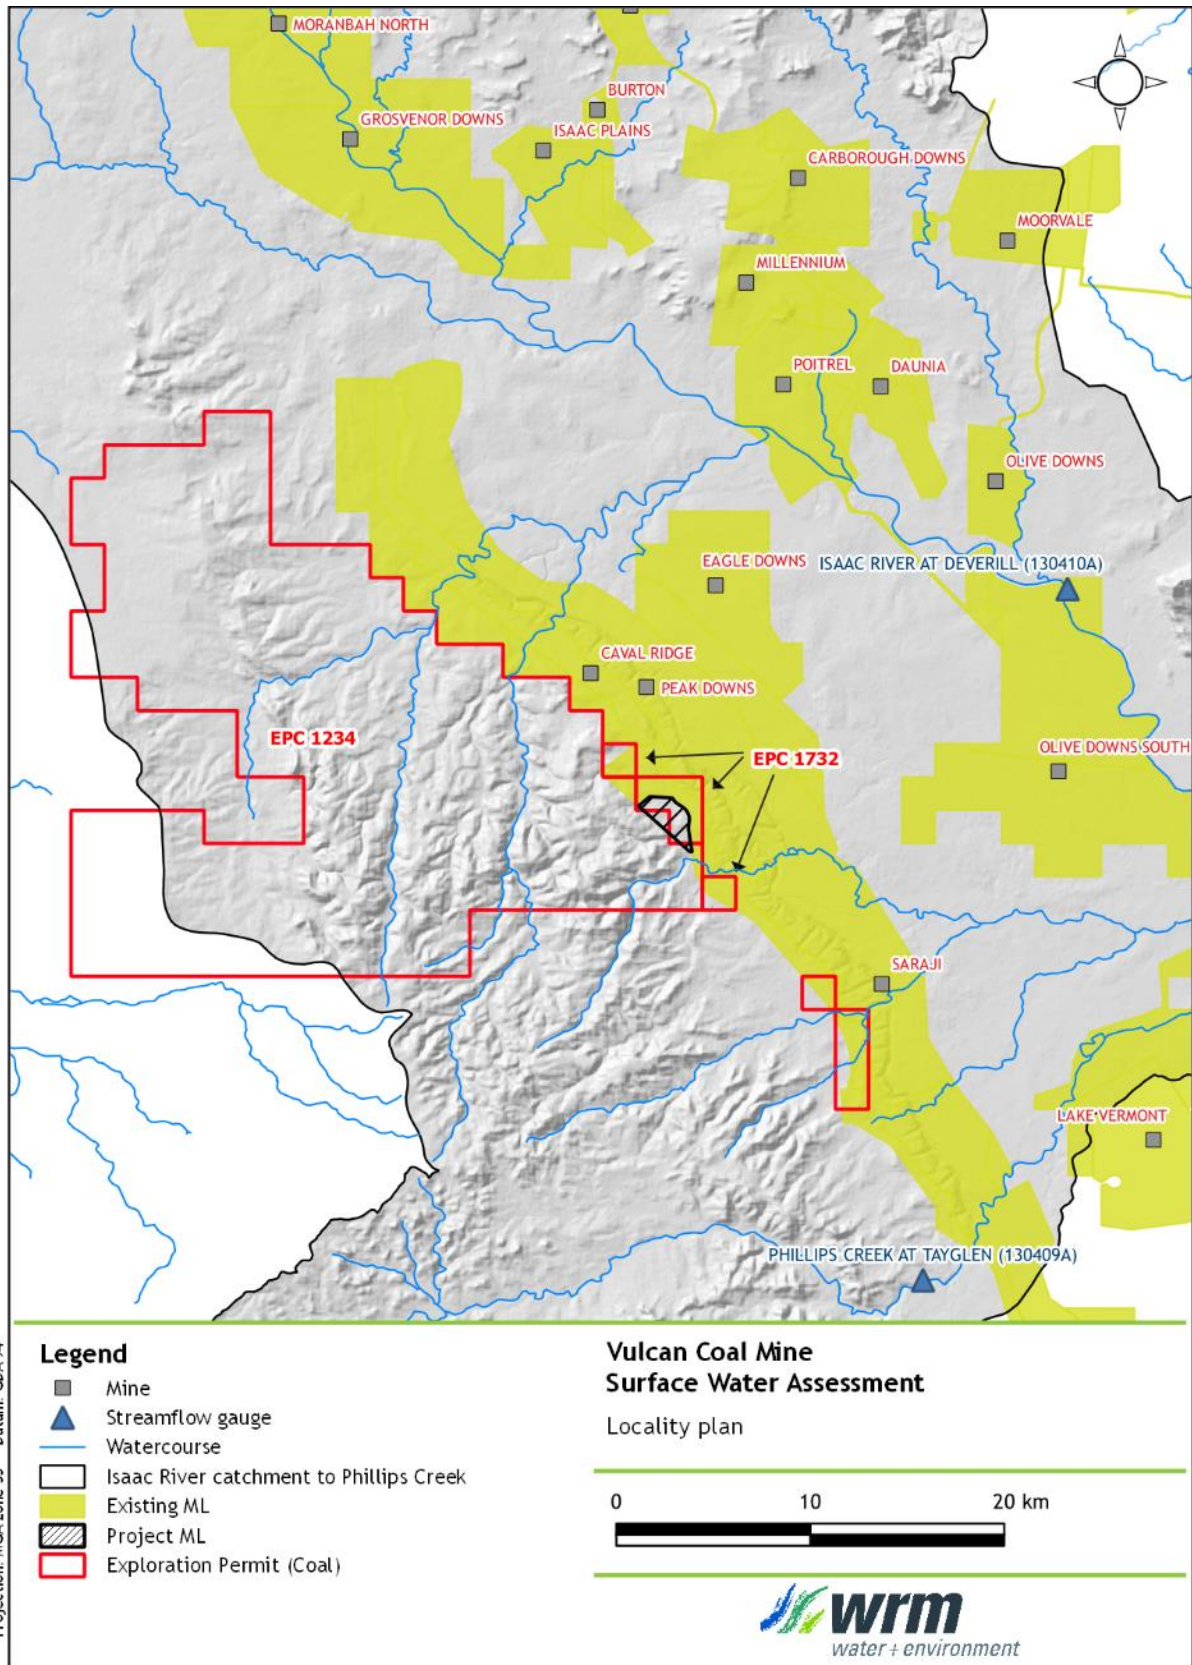 MORANBAH NORTH
BURTON
GROSVENOR DOWNS
ISAAC PLAINS
CARBOROUGH DOWNS
MOORVALE
MILLENNIUM
POITREL
DAUNIA
OLIVE DOWNS
EAGLE DOWNS
ISAAC RIVER AT DEVERILL (130410A)
CAVAL RIDGE
PEAK DOWNS
EPC 1234
EPC 1732
OLIVE DOWNS SOUTH
SARAJI
LAKE VERMONT
PHILLIPS CREEK AT TAYGLEN (130409A)
Legend
Mine
Streamflow gauge
Watercourse
Isaac River catchment to Phillips Creek
Existing ML
Project ML
Exploration Permit (Coal)
Vulcan Coal Mine
Surface Water Assessment
Locality plan
0 10 20 km
wrm
water + environment